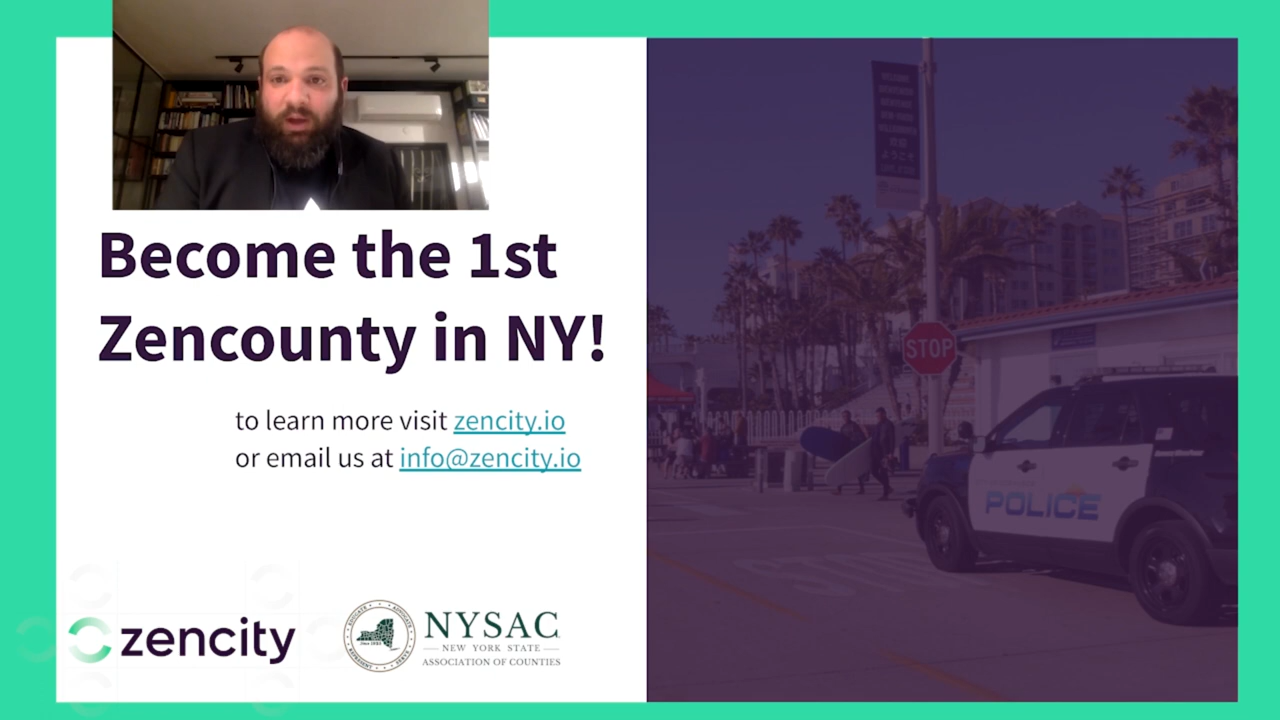 Become the 1st
Zencounty in NY!
to learn more visit zencity.io
or email us at info@zencity.io
zencity
NYSAC
NEW YORK STATE
ASSOCIATION OF COUNTIES
STOP
POLICE